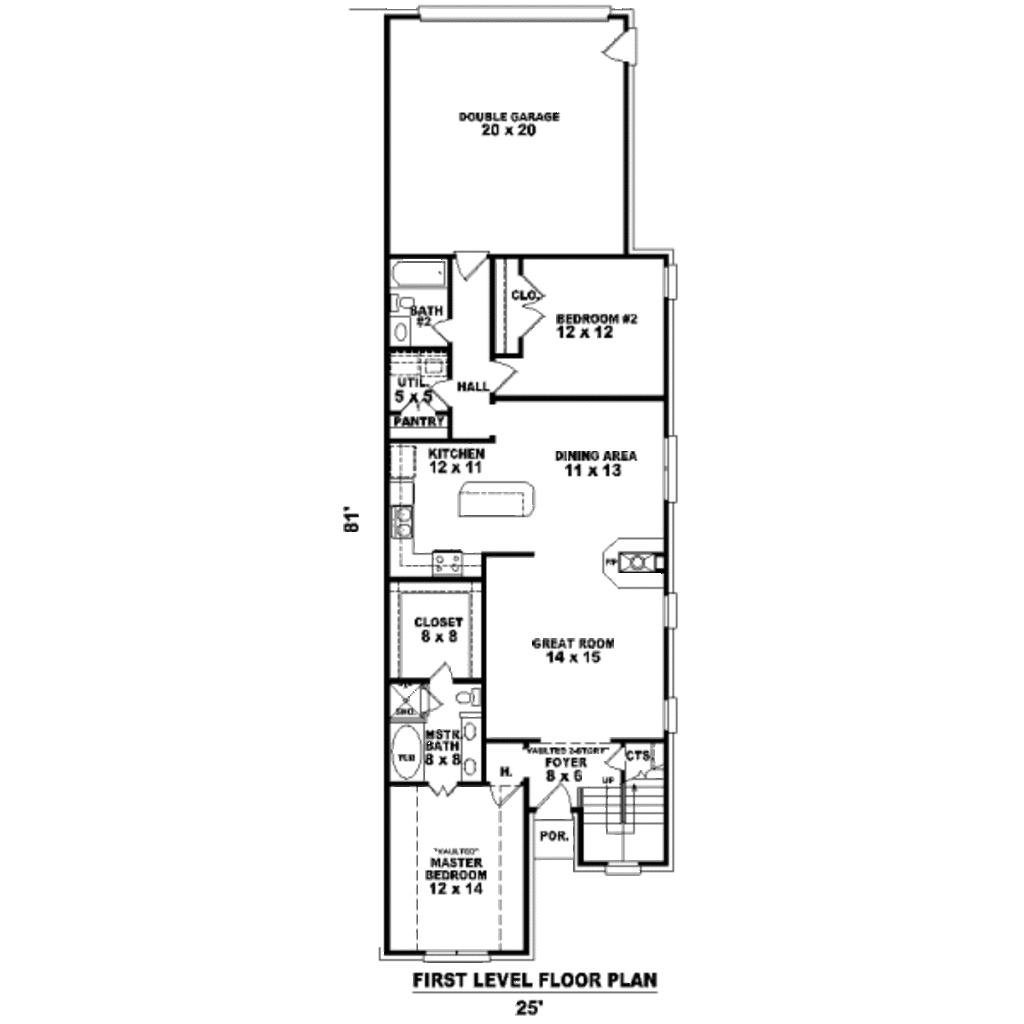 DOUBLE GARAGE
20 x 20
CLO.
BATH
#2
BEDROOM #2
12 x 12
UTIL.
5 x 5
HALL
PANTRY
KITCHEN
12 x 11
DINING AREA
11 x 13
81'
F/P
CLOSET
8 x 8
GREAT ROOM
14 x 15
SHO.
MSTR.
BATH
8 x 8
TUB
"VAULTED 2-STORY"
FOYER
8 x 6
CTS.
H.
UP
POR.
"VAULTED"
MASTER
BEDROOM
12 x 14
FIRST LEVEL FLOOR PLAN
25'